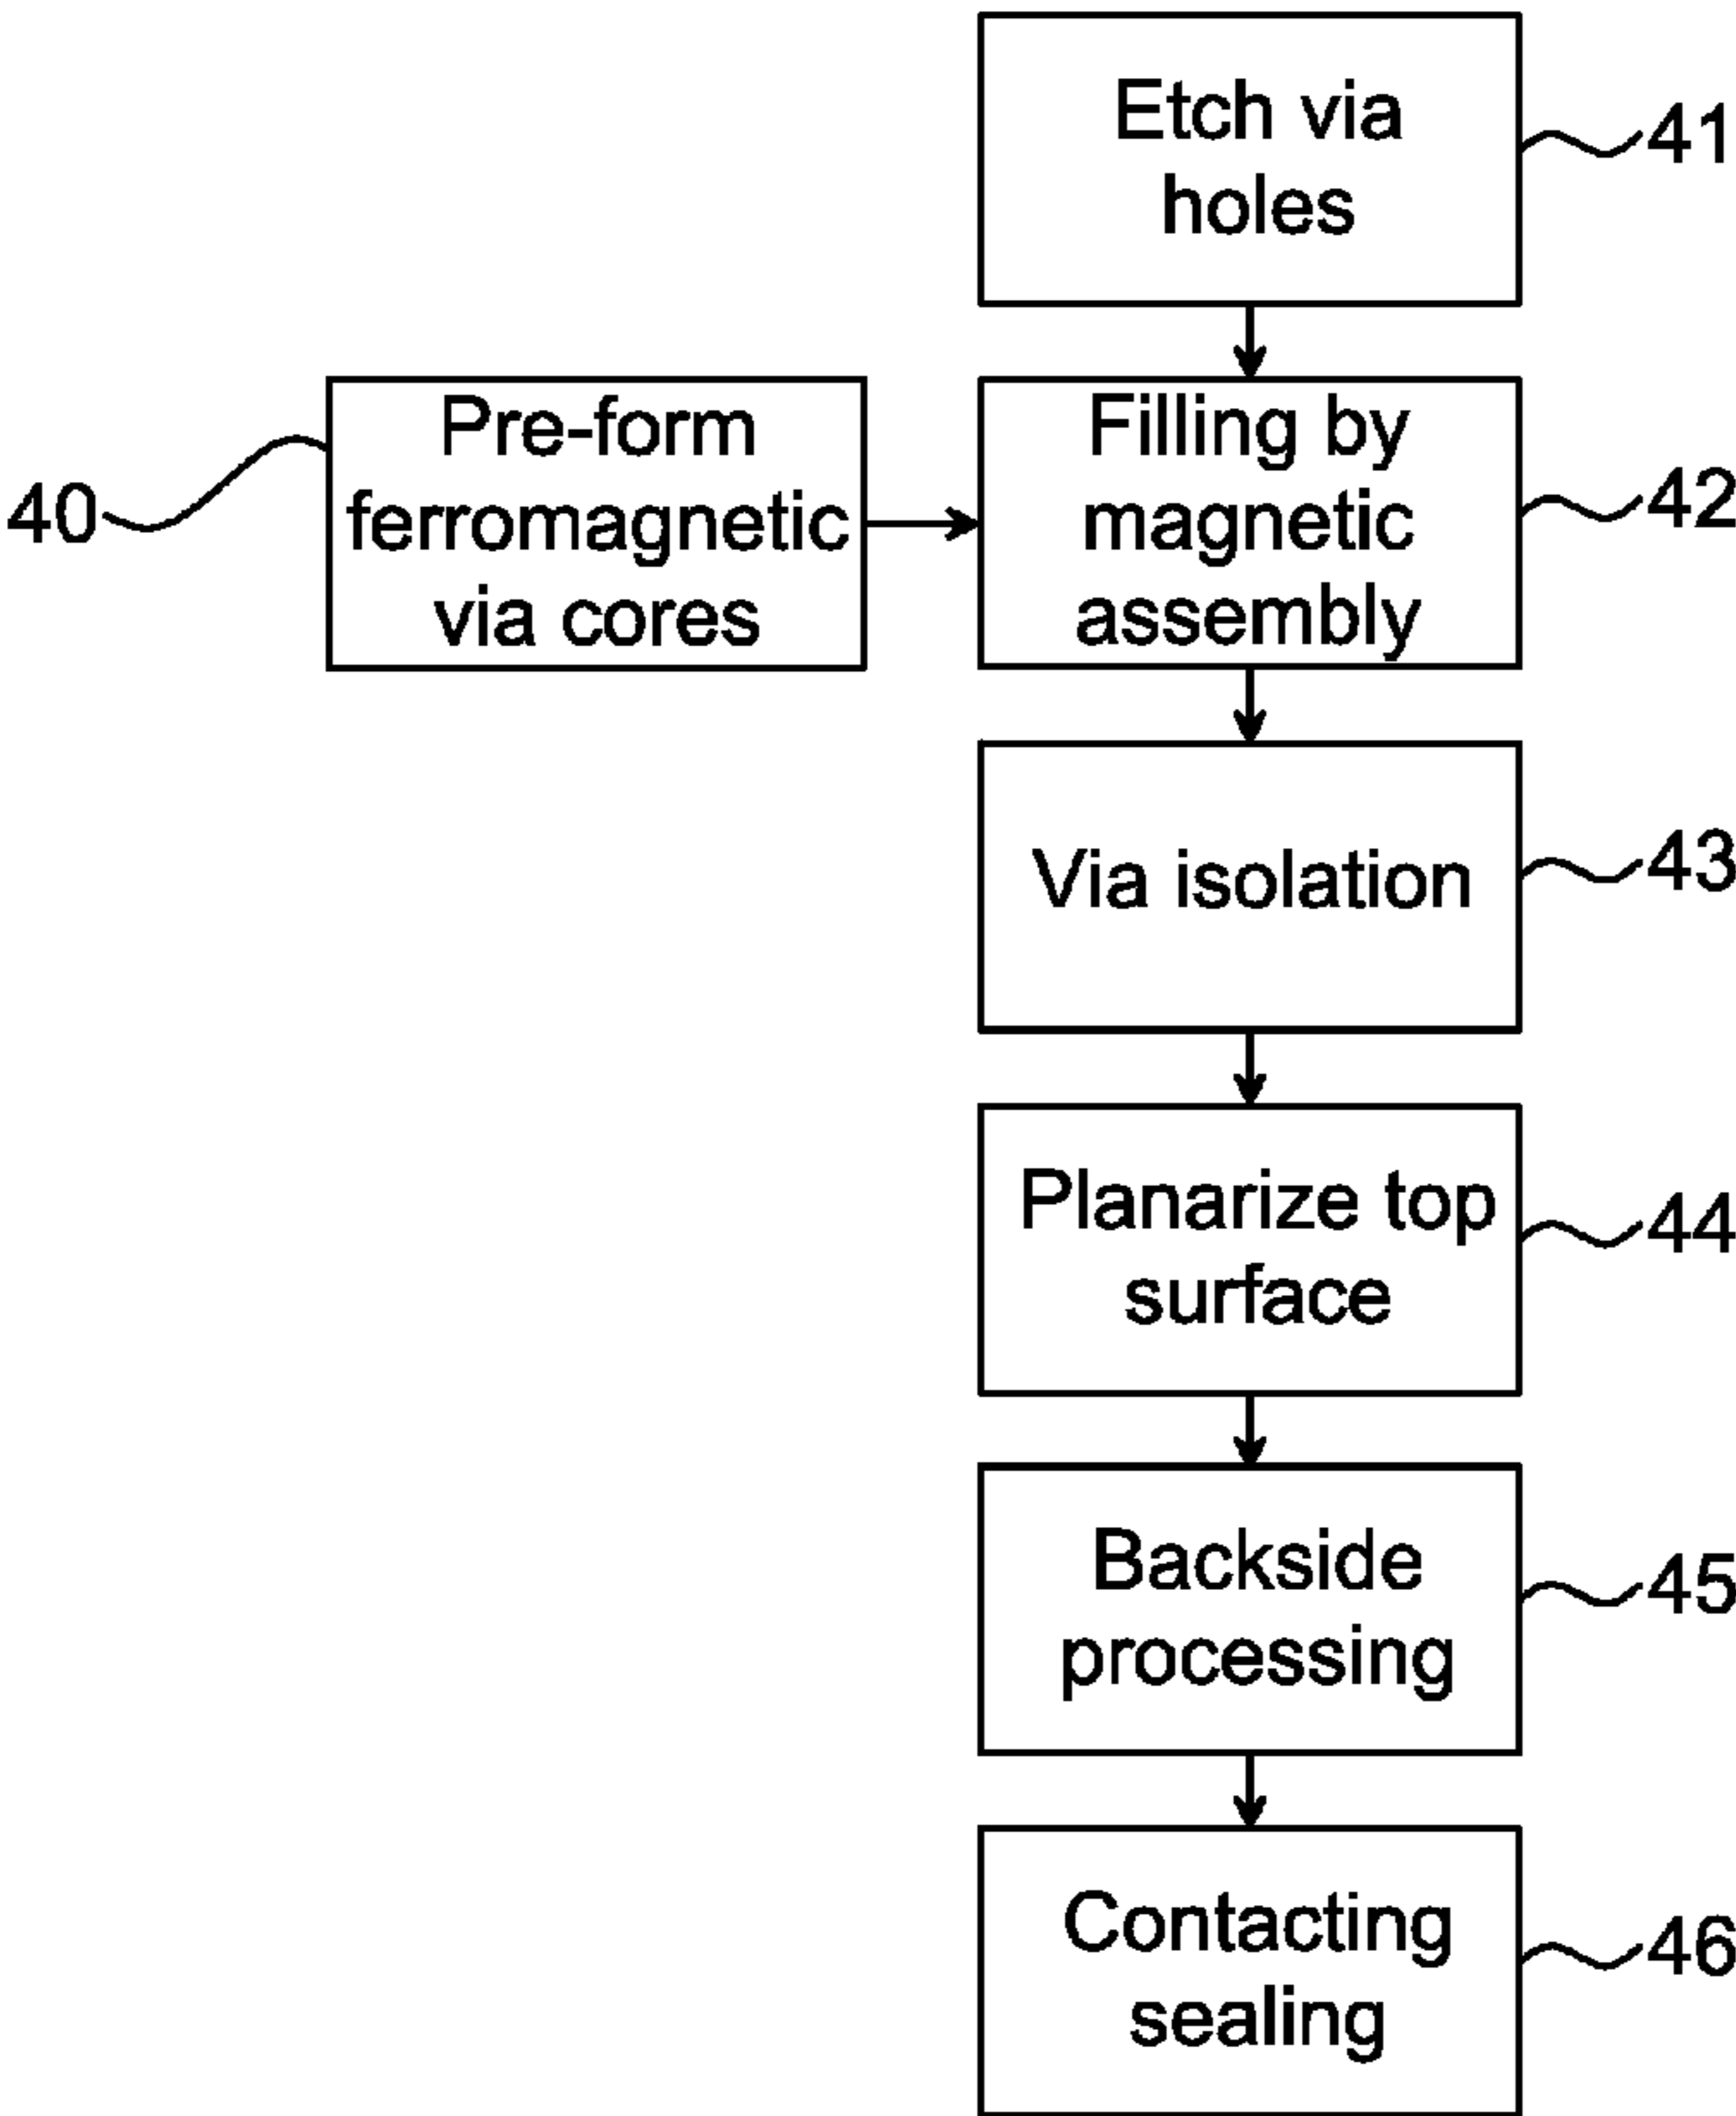 Etch via
holes
41
Pre-form
ferromagnetic
via cores
40
Filling by
magnetic
assembly
42
Via isolation
43
Planarize top
surface
44
Backside
processing
45
Contacting
sealing
46